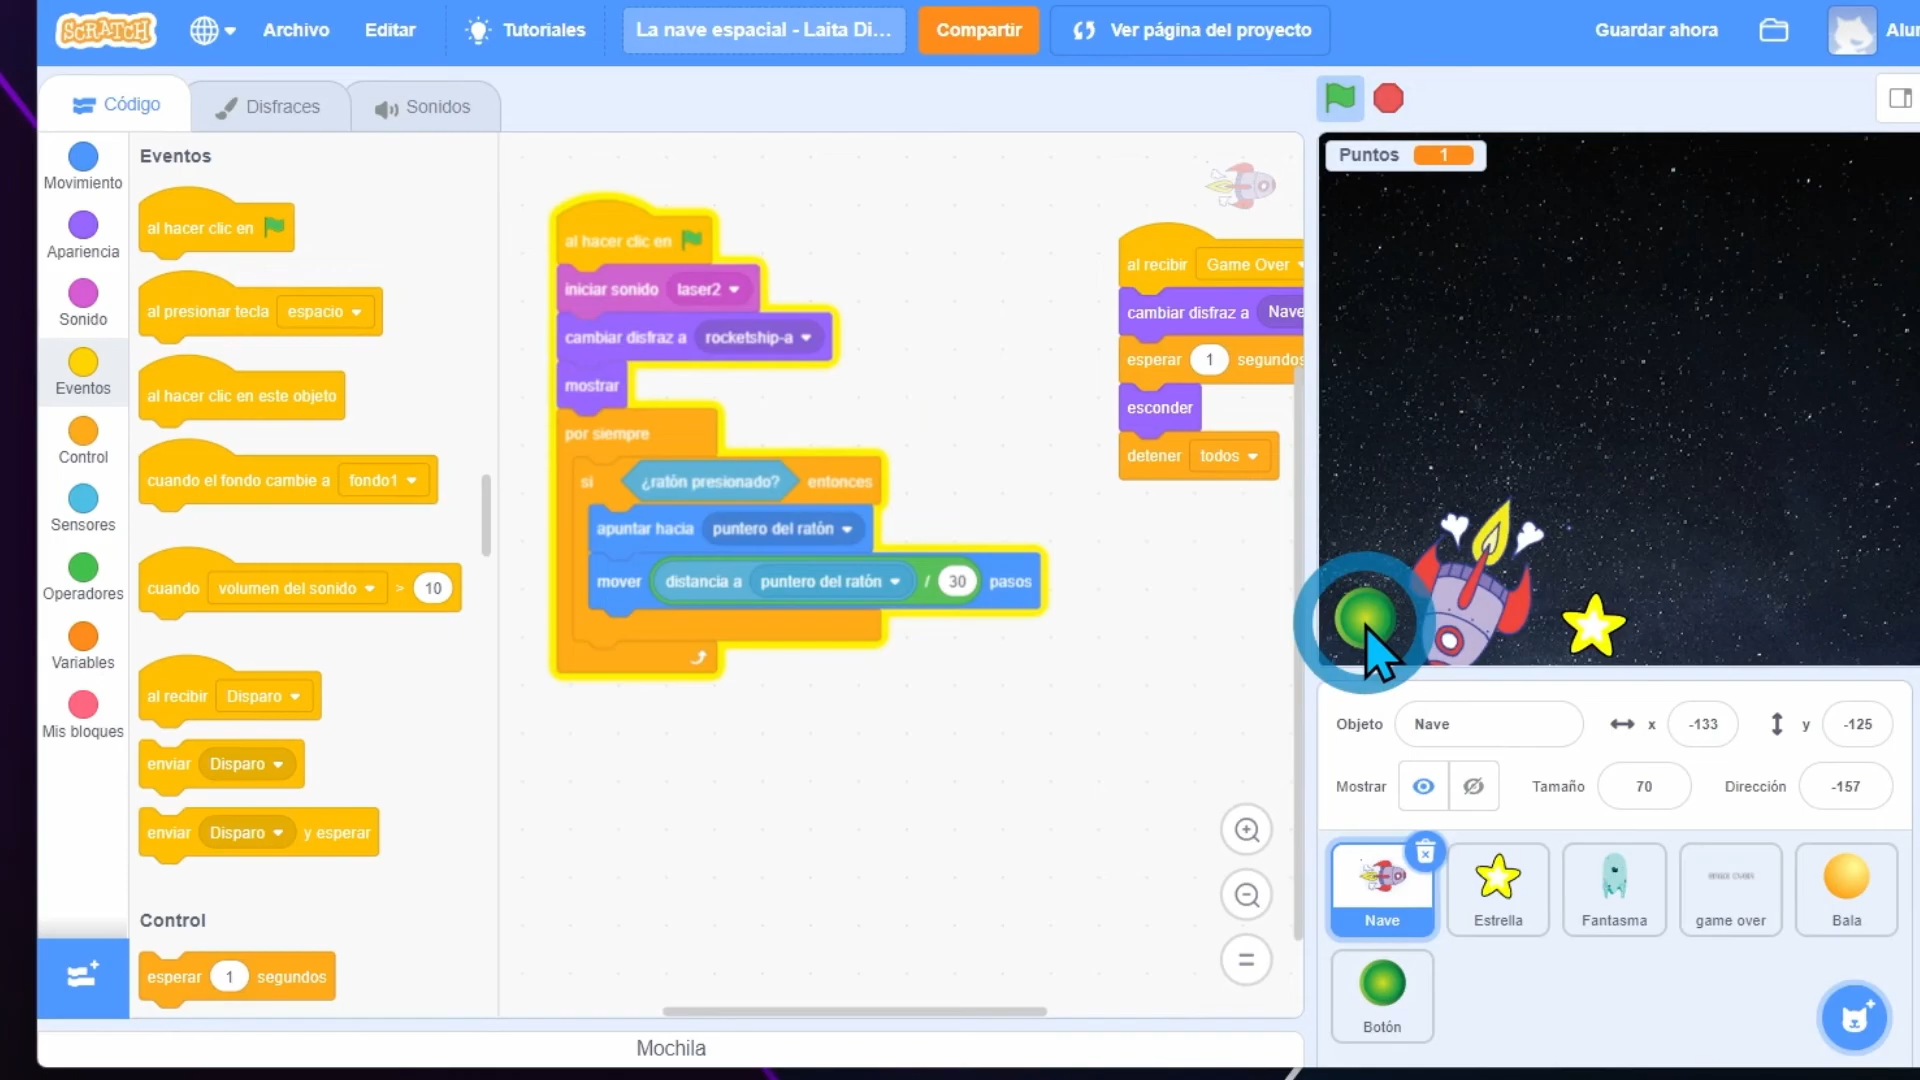 SCRATCH
Archivo
Editar
Tutoriales
La nave espacial - Laita Di...
Compartir
Ver página del proyecto
Guardar ahora
Alur
Código
Disfraces
Sonidos
Movimiento
Apariencia
Sonido
Eventos
Control
Sensores
Operadores
Variables
Mis bloques
Eventos
al hacer clic en
al presionar tecla espacio
al hacer clic en este objeto
cuando el fondo cambie a fondo1
cuando volumen del sonido > 10
al recibir Disparo
enviar Disparo
enviar Disparo y esperar
Control
esperar 1 segundos
al hacer clic en
iniciar sonido laser2
cambiar disfraz a rocketship-a
mostrar
por siempre
si ¿ratón presionado? entonces
apuntar hacia puntero del ratón
mover distancia a puntero del ratón / 30 pasos
al recibir Game Over
cambiar disfraz a Nave
esperar 1 segundos
esconder
detener todos
Mochila
Puntos 1
Objeto Nave x -133 y -125
Mostrar Tamaño 70 Dirección -157
Nave
Estrella
Fantasma
GAME OVER
game over
Bala
Botón